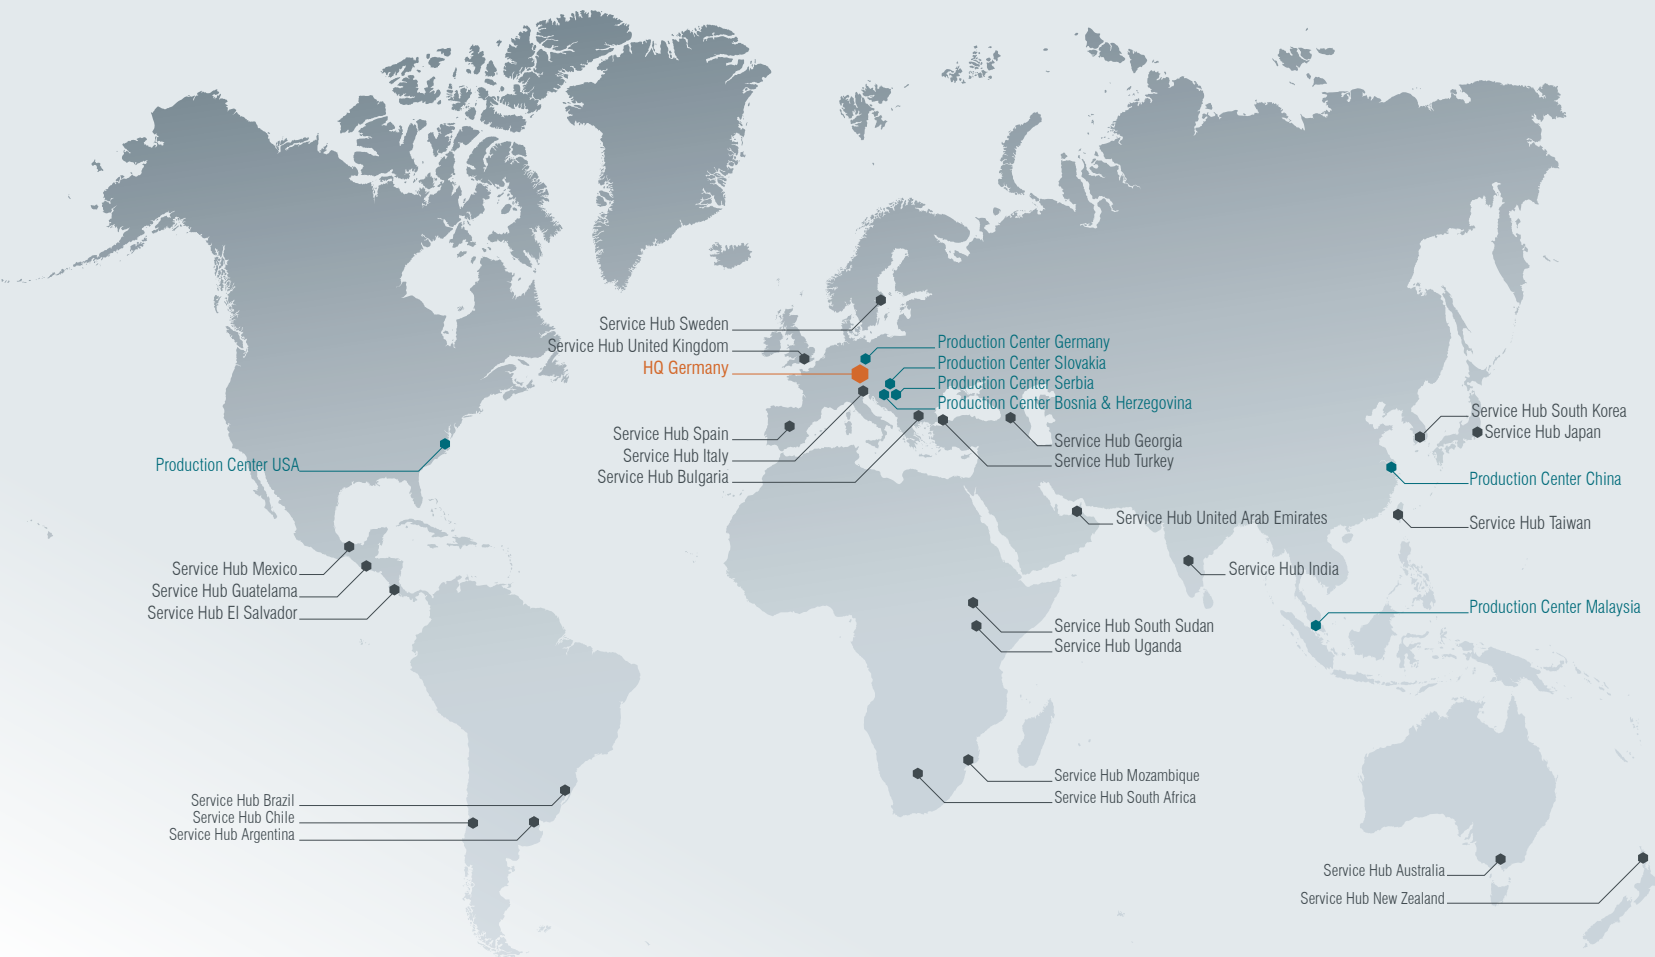 Service Hub Sweden
Service Hub United Kingdom
HQ Germany
Production Center Germany
Production Center Slovakia
Production Center Serbia
Production Center Bosnia & Herzegovina
Service Hub Spain
Service Hub Italy
Service Hub Bulgaria
Service Hub Georgia
Service Hub Turkey
Service Hub South Korea
Service Hub Japan
Production Center USA
Production Center China
Service Hub United Arab Emirates
Service Hub Taiwan
Service Hub Mexico
Service Hub Guatelama
Service Hub El Salvador
Service Hub India
Production Center Malaysia
Service Hub South Sudan
Service Hub Uganda
Service Hub Mozambique
Service Hub South Africa
Service Hub Brazil
Service Hub Chile
Service Hub Argentina
Service Hub Australia
Service Hub New Zealand